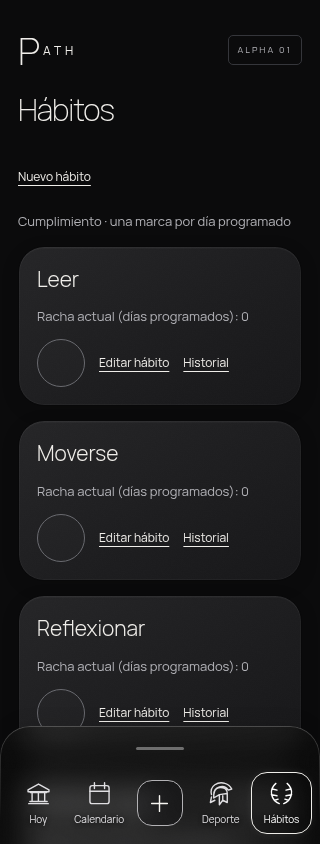 PATH
ALPHA 01
Hábitos
Nuevo hábito
Cumplimiento · una marca por día programado
Leer
Racha actual (días programados): 0
Editar hábito Historial
Moverse
Racha actual (días programados): 0
Editar hábito Historial
Reflexionar
Racha actual (días programados): 0
Editar hábito Historial
Hoy Calendario Deporte Hábitos